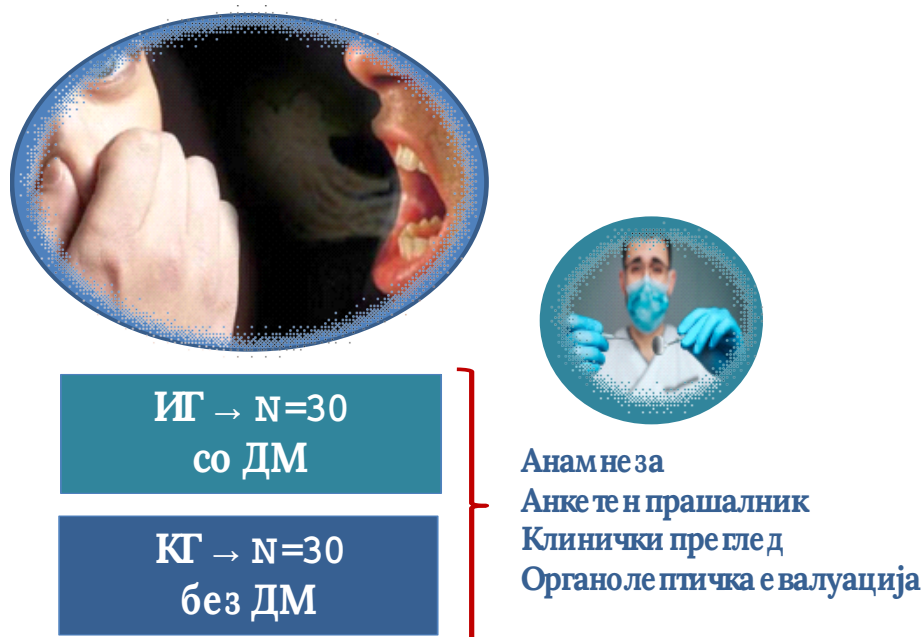 ИГ → N=30
со ДМ
КГ → N=30
без ДМ
Анамнеза
Анкетен прашалник
Клинички преглед
Органолептичка евалуација